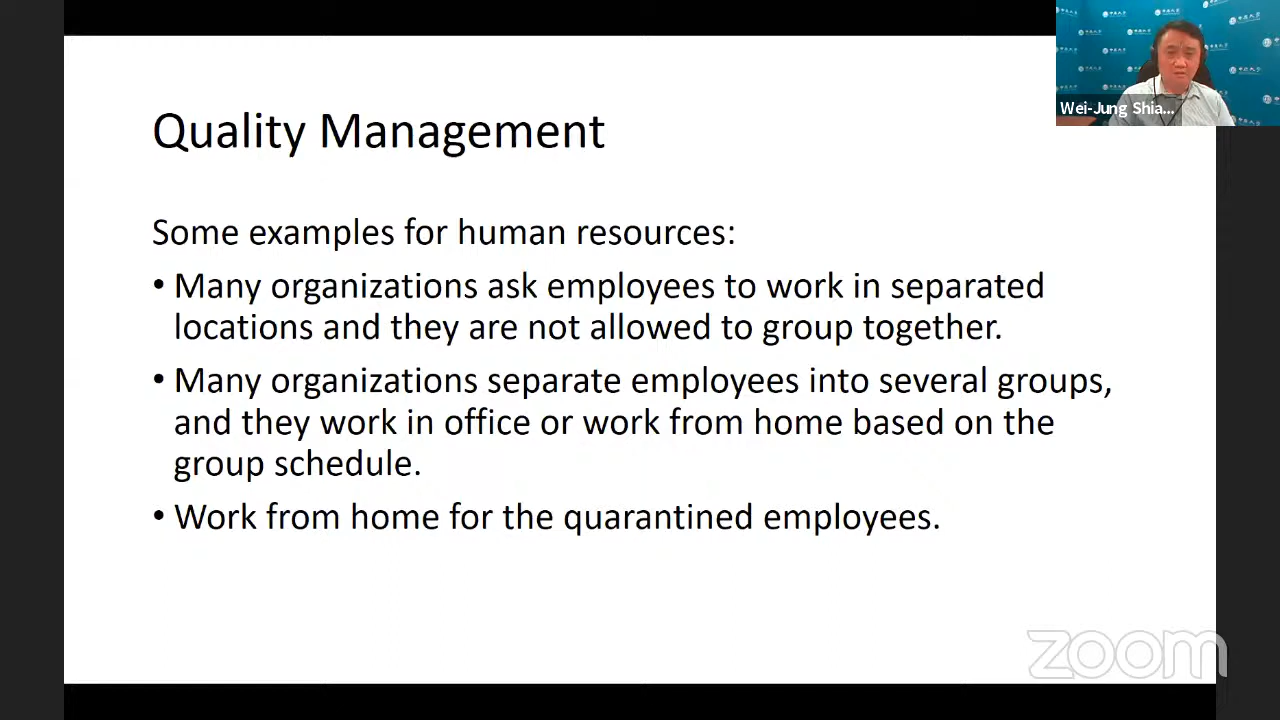 Quality Management
Wei-Jung Shia...
Some examples for human resources:
• Many organizations ask employees to work in separated
locations and they are not allowed to group together.
• Many organizations separate employees into several groups,
and they work in office or work from home based on the
group schedule.
• Work from home for the quarantined employees.
zoom